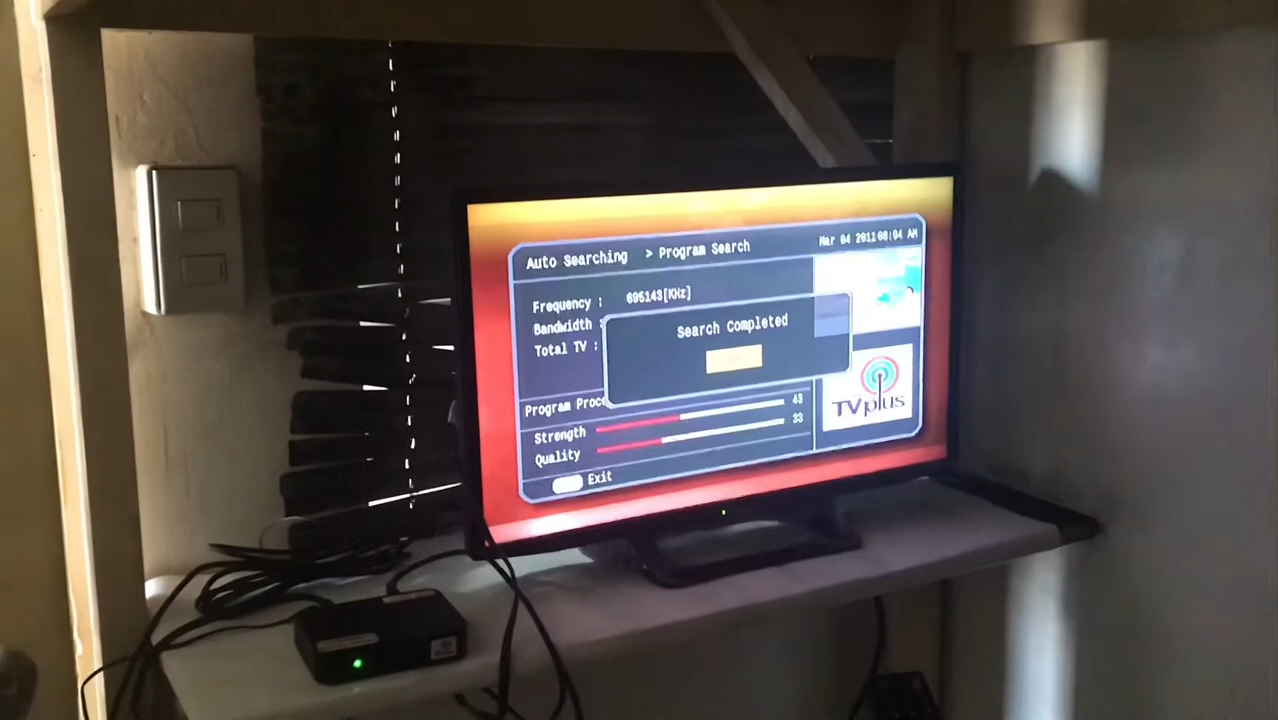 Auto Searching > Program Search
Mar 04 2011 08:04 AM
Frequency : 695143[KHz]
Bandwidth :
Total TV :
Search Completed
Program Proce
43
Strength
33
Quality
Exit
TVplus